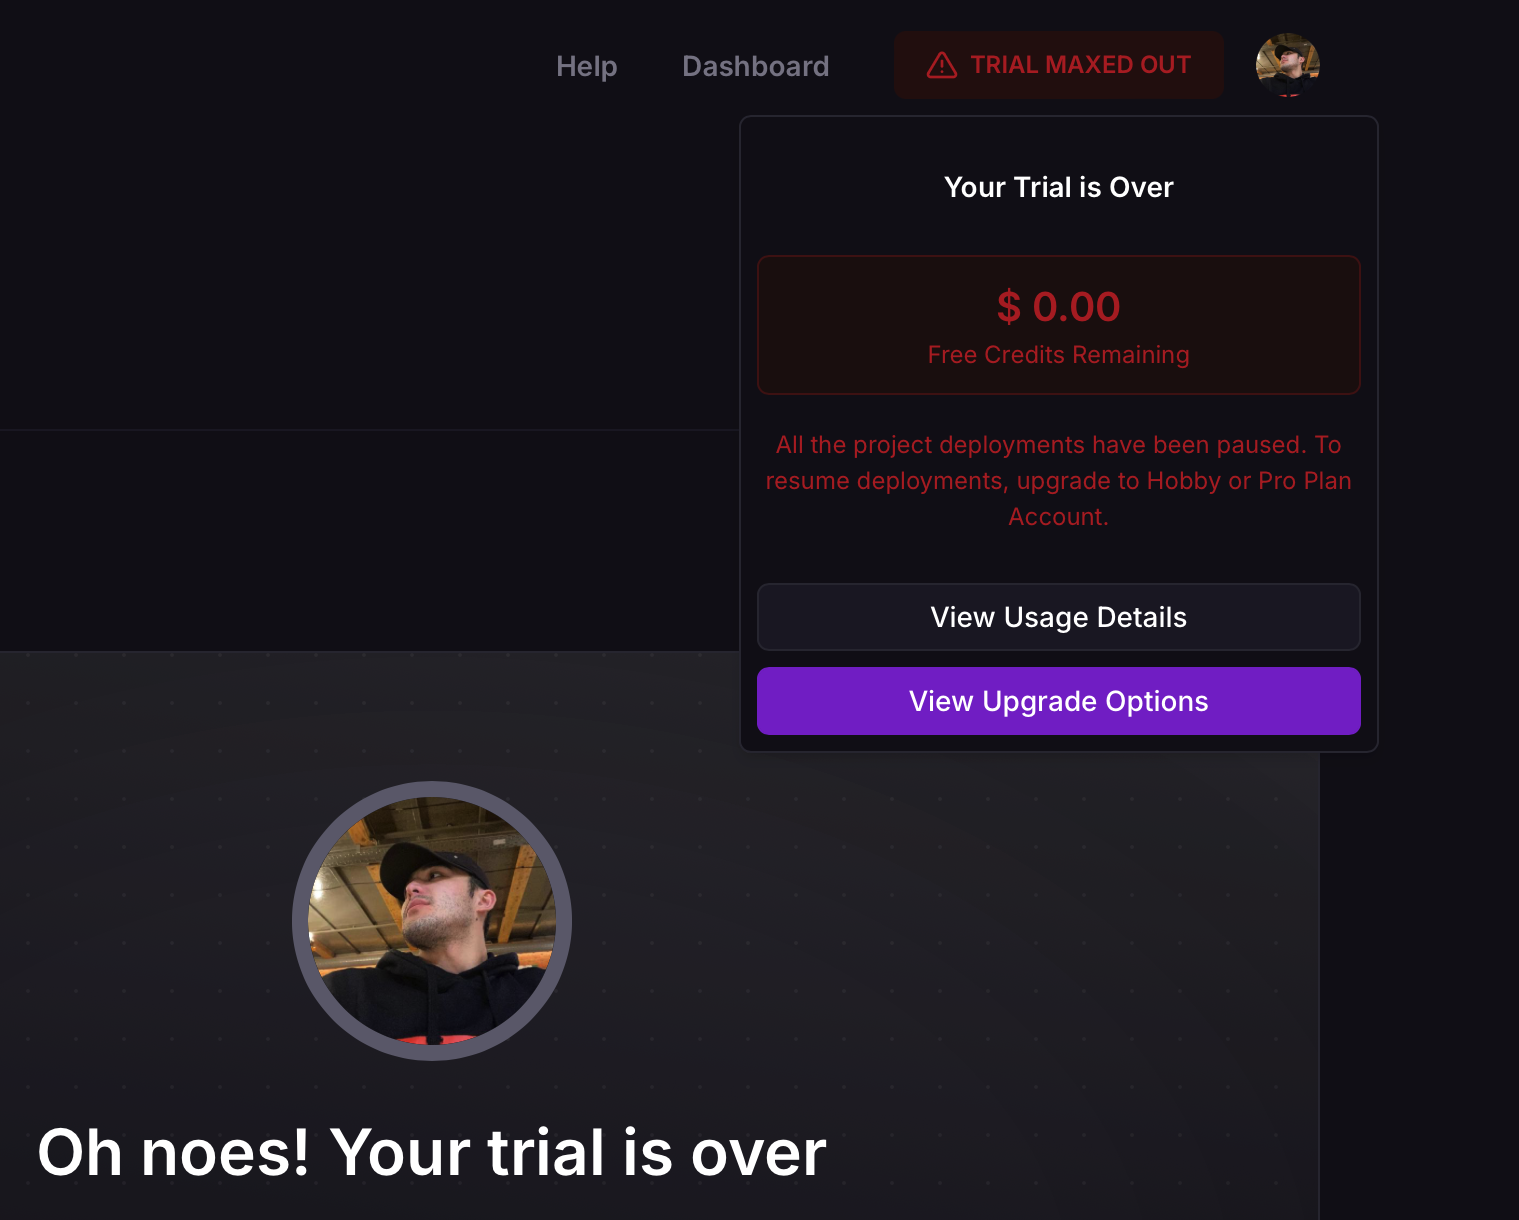 Help
Dashboard
TRIAL MAXED OUT
Your Trial is Over
$ 0.00
Free Credits Remaining
All the project deployments have been paused. To
resume deployments, upgrade to Hobby or Pro Plan
Account.
View Usage Details
View Upgrade Options
Oh noes! Your trial is over